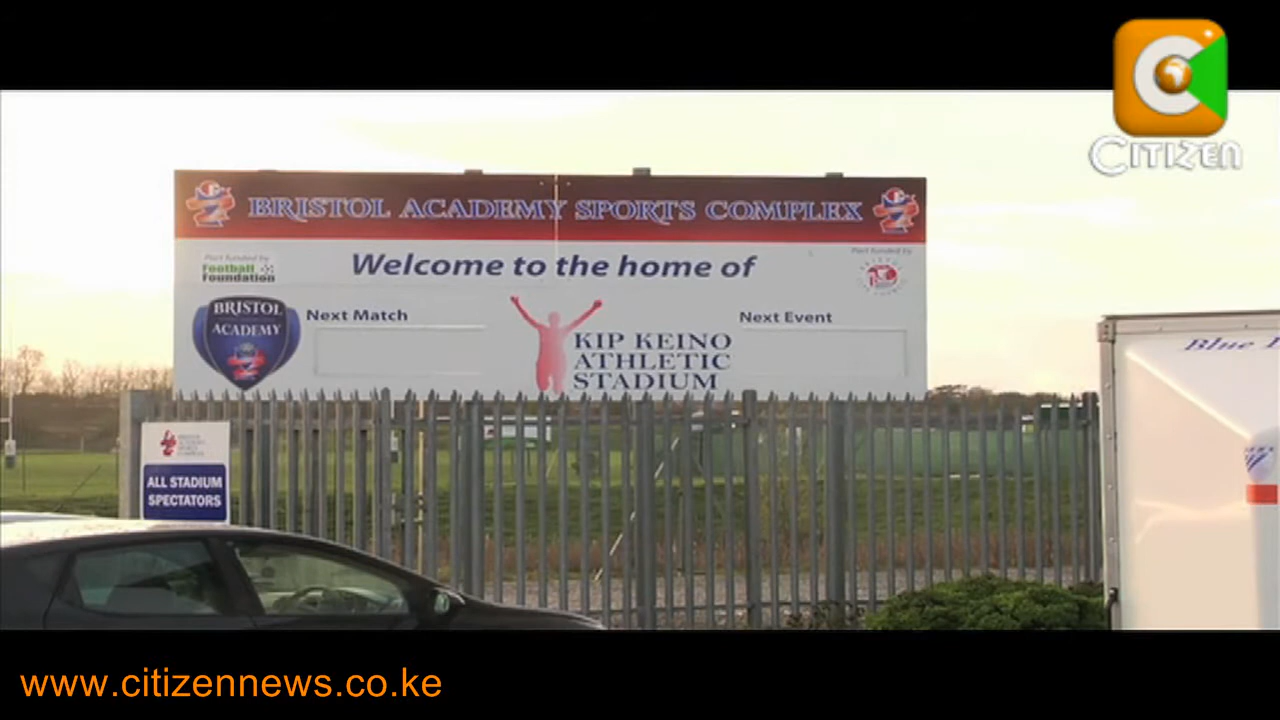 CITIZEN
BRISTOL ACADEMY SPORTS COMPLEX
Part funded by
Football
Foundation
Welcome to the home of
Part funded by
BRISTOL
ACADEMY
Next Match
KIP KEINO
ATHLETIC
STADIUM
Next Event
Blue
ALL STADIUM
SPECTATORS
www.citizennews.co.ke